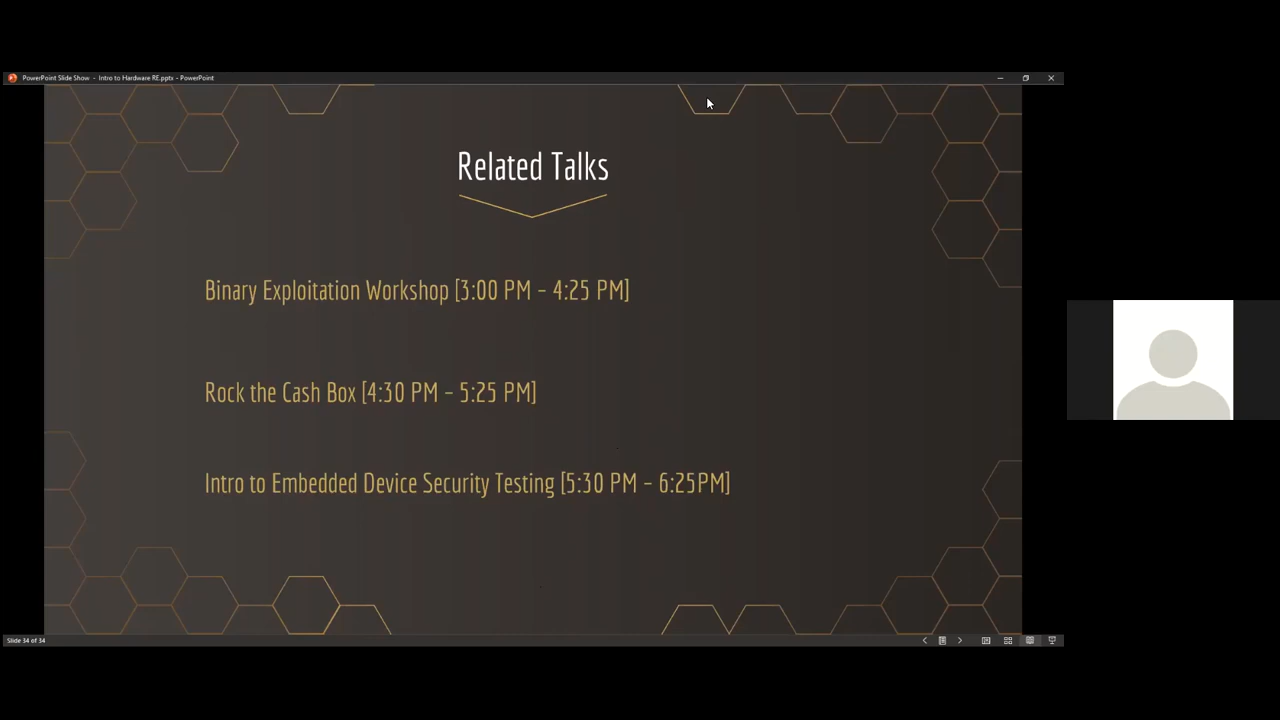 PowerPoint Slide Show - Intro to Hardware RE.pptx - PowerPoint
Related Talks
Binary Exploitation Workshop [3:00 PM – 4:25 PM]
Rock the Cash Box [4:30 PM – 5:25 PM]
Intro to Embedded Device Security Testing [5:30 PM – 6:25PM]
Slide 34 of 34